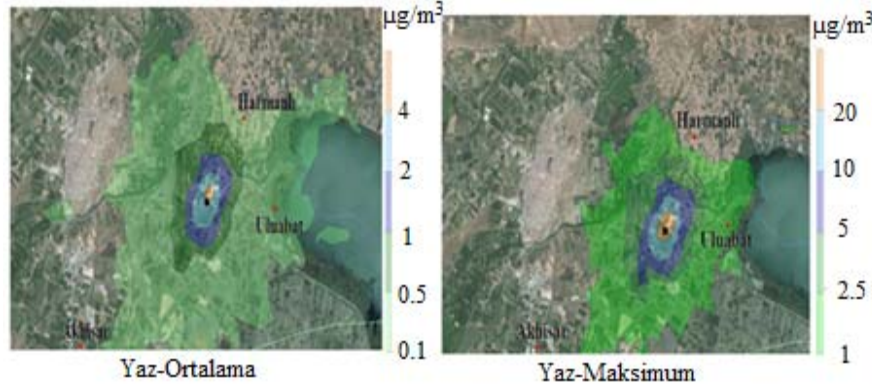 μg/m³
4
2
1
0.5
0.1
Harmanlı
Uluabat
Akhisar
Yaz-Ortalama
μg/m³
20
10
5
2.5
1
Harmanlı
Uluabat
Akhisar
Yaz-Maksimum